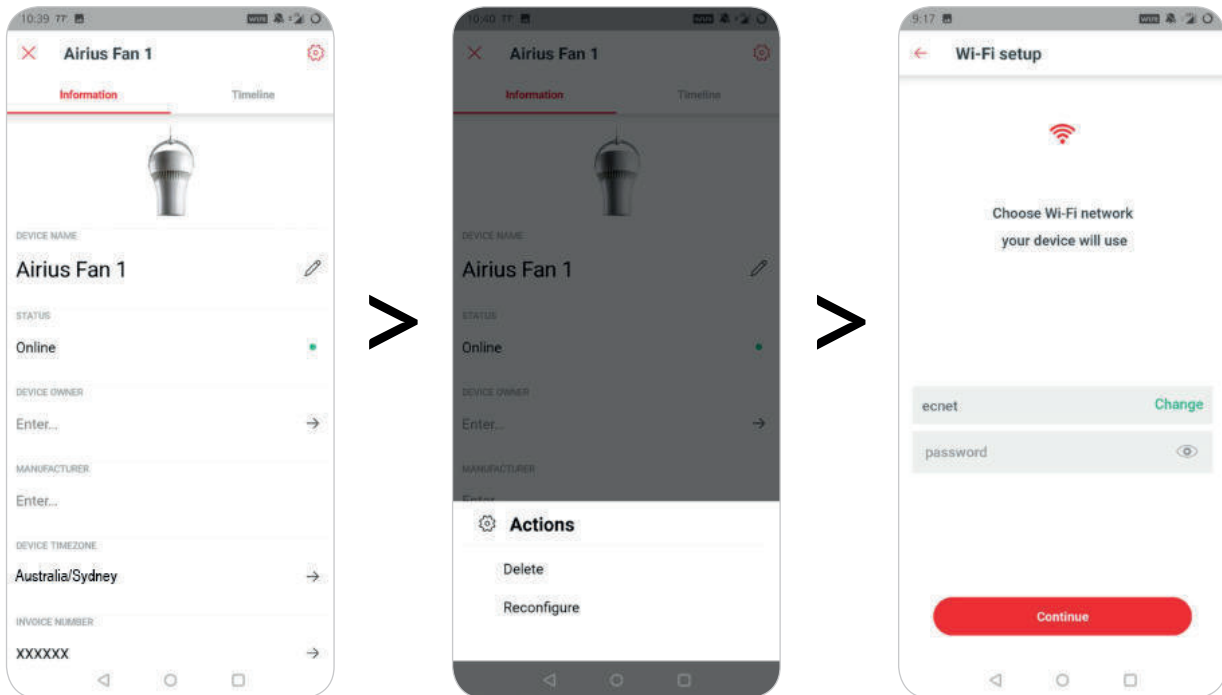 10:39
Airius Fan 1
Information Timeline
DEVICE NAME
Airius Fan 1
STATUS
Online
DEVICE OWNER
Enter...
MANUFACTURER
Enter...
DEVICE TIMEZONE
Australia/Sydney
INVOICE NUMBER
XXXXXX
>
10:40
Airius Fan 1
Information Timeline
DEVICE NAME
Airius Fan 1
STATUS
Online
DEVICE OWNER
Enter...
MANUFACTURER
Enter...
Actions
Delete
Reconfigure
>
9:17
Wi-Fi setup
Choose Wi-Fi network
your device will use
ecnet Change
password
Continue